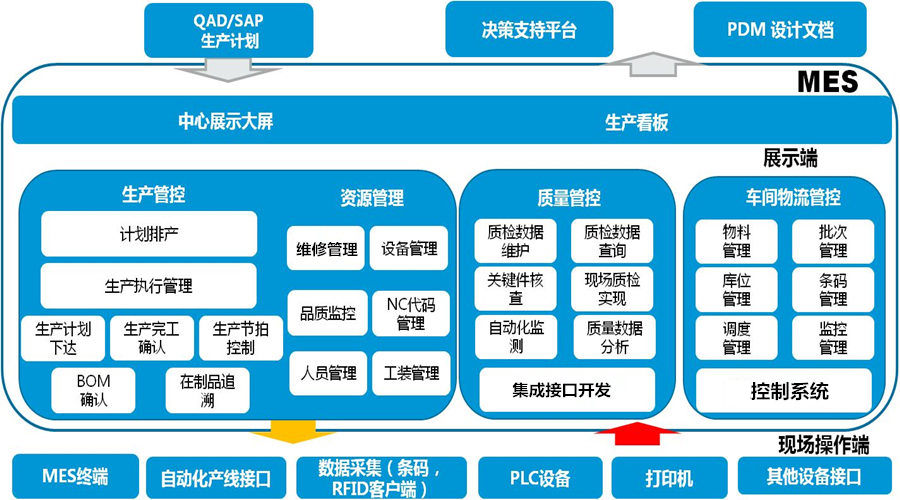 QAD/SAP
生产计划
决策支持平台
PDM 设计文档
MES
中心展示大屏
生产看板
展示端
生产管控
计划排产
生产执行管理
生产计划
下达
生产完工
确认
生产节拍
控制
BOM
确认
在制品追
溯
资源管理
维修管理
设备管理
品质监控
NC代码
管理
人员管理
工装管理
质量管控
质检数据
维护
质检数据
查询
关键件核
查
现场质检
实现
自动化监
测
质量数据
分析
集成接口开发
车间物流管控
物料
管理
批次
管理
库位
管理
条码
管理
调度
管理
监控
管理
控制系统
现场操作端
MES终端
自动化产线接口
数据采集（条码，
RFID客户端）
PLC设备
打印机
其他设备接口